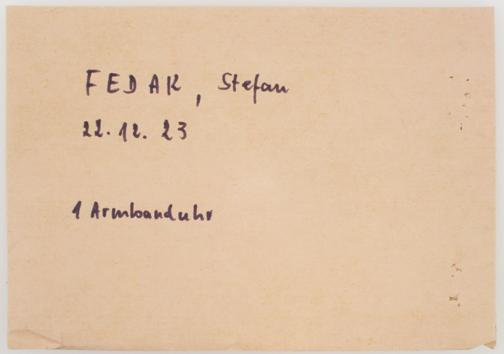 FEDAK, Stefan
22.12.23
1 Armbanduhr